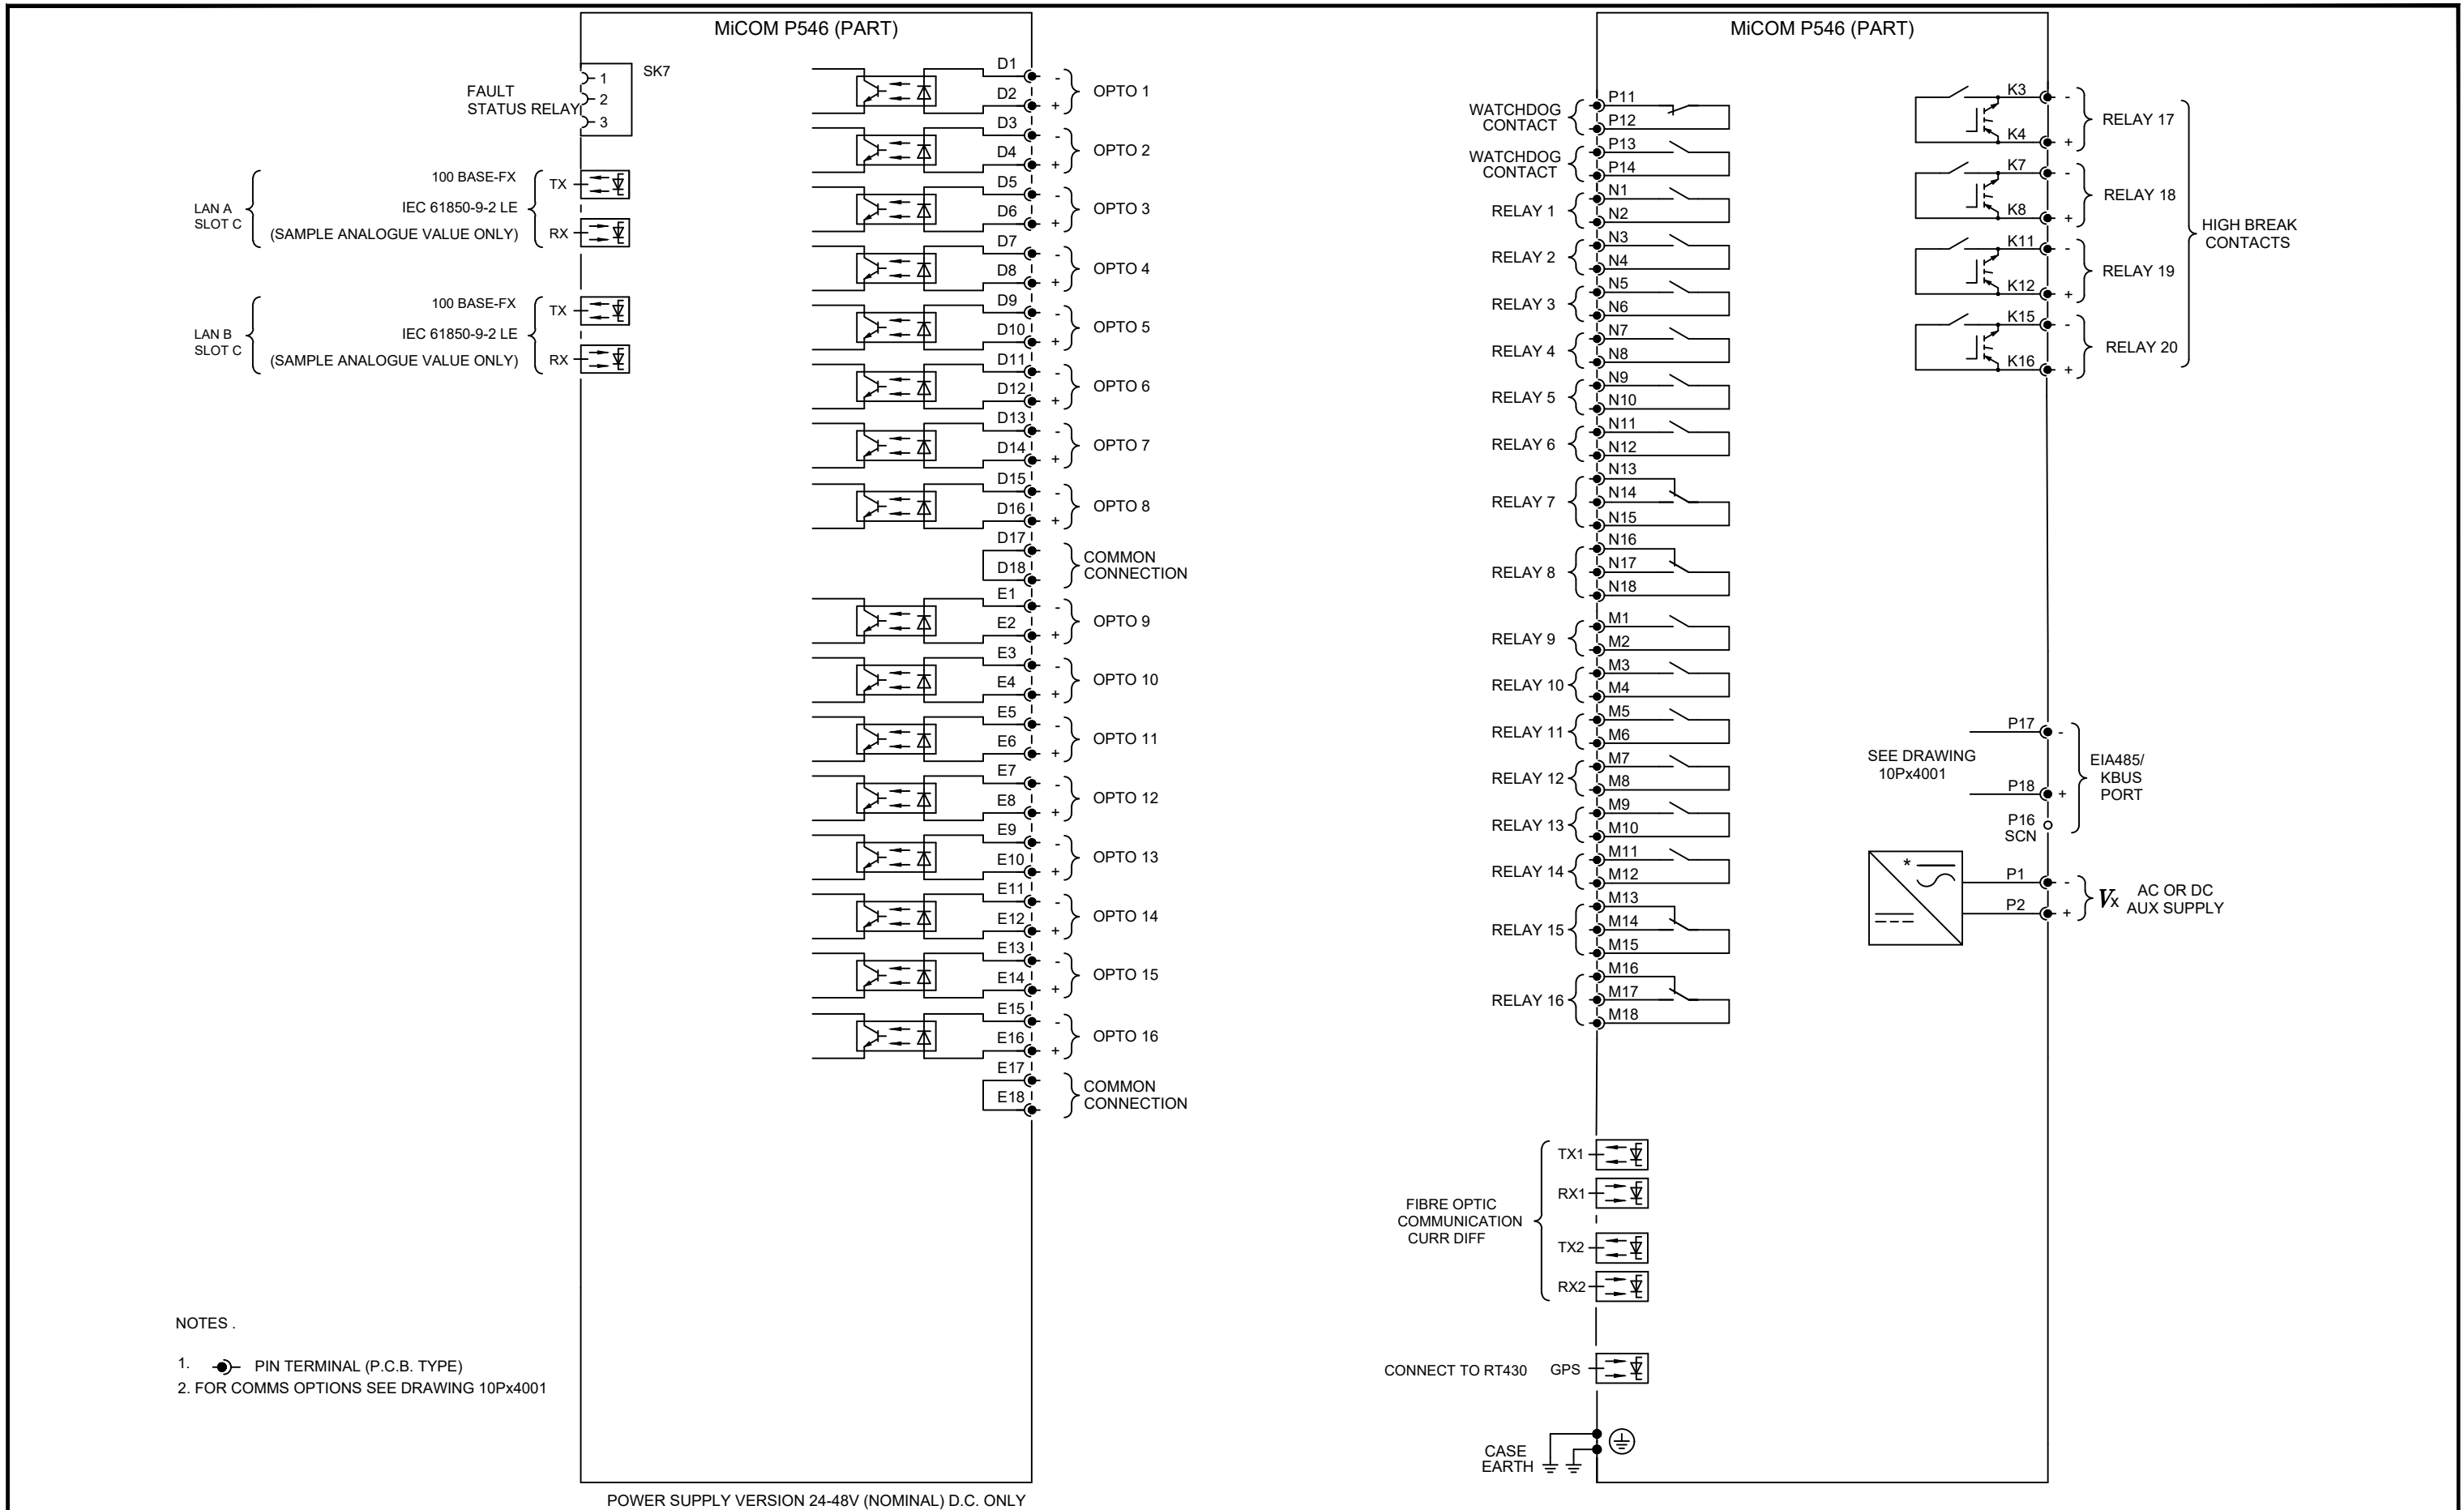 MiCOM P546 (PART)
SK7
1
2
3
FAULT
STATUS RELAY
LAN A
SLOT C
100 BASE-FX
IEC 61850-9-2 LE
(SAMPLE ANALOGUE VALUE ONLY)
TX
RX
LAN B
SLOT C
100 BASE-FX
IEC 61850-9-2 LE
(SAMPLE ANALOGUE VALUE ONLY)
TX
RX
D1 -
D2 +
OPTO 1
D3 -
D4 +
OPTO 2
D5 -
D6 +
OPTO 3
D7 -
D8 +
OPTO 4
D9 -
D10 +
OPTO 5
D11 -
D12 +
OPTO 6
D13 -
D14 +
OPTO 7
D15 -
D16 +
OPTO 8
D17
D18
COMMON
CONNECTION
E1 -
E2 +
OPTO 9
E3 -
E4 +
OPTO 10
E5 -
E6 +
OPTO 11
E7 -
E8 +
OPTO 12
E9 -
E10 +
OPTO 13
E11 -
E12 +
OPTO 14
E13 -
E14 +
OPTO 15
E15 -
E16 +
OPTO 16
E17
E18
COMMON
CONNECTION
NOTES .
1. PIN TERMINAL (P.C.B. TYPE)
2. FOR COMMS OPTIONS SEE DRAWING 10Px4001
POWER SUPPLY VERSION 24-48V (NOMINAL) D.C. ONLY
MiCOM P546 (PART)
WATCHDOG
CONTACT
P11
P12
WATCHDOG
CONTACT
P13
P14
RELAY 1
N1
N2
RELAY 2
N3
N4
RELAY 3
N5
N6
RELAY 4
N7
N8
RELAY 5
N9
N10
RELAY 6
N11
N12
RELAY 7
N13
N14
N15
RELAY 8
N16
N17
N18
RELAY 9
M1
M2
RELAY 10
M3
M4
RELAY 11
M5
M6
RELAY 12
M7
M8
RELAY 13
M9
M10
RELAY 14
M11
M12
RELAY 15
M13
M14
M15
RELAY 16
M16
M17
M18
FIBRE OPTIC
COMMUNICATION
CURR DIFF
TX1
RX1
TX2
RX2
CONNECT TO RT430 GPS
CASE
EARTH
K3 -
K4 +
RELAY 17
K7 -
K8 +
RELAY 18
K11 -
K12 +
RELAY 19
K15 -
K16 +
RELAY 20
HIGH BREAK
CONTACTS
SEE DRAWING
10Px4001
P17 -
P18 +
P16
SCN
EIA485/
KBUS
PORT
*
P1 -
P2 +
Vx
AC OR DC
AUX SUPPLY